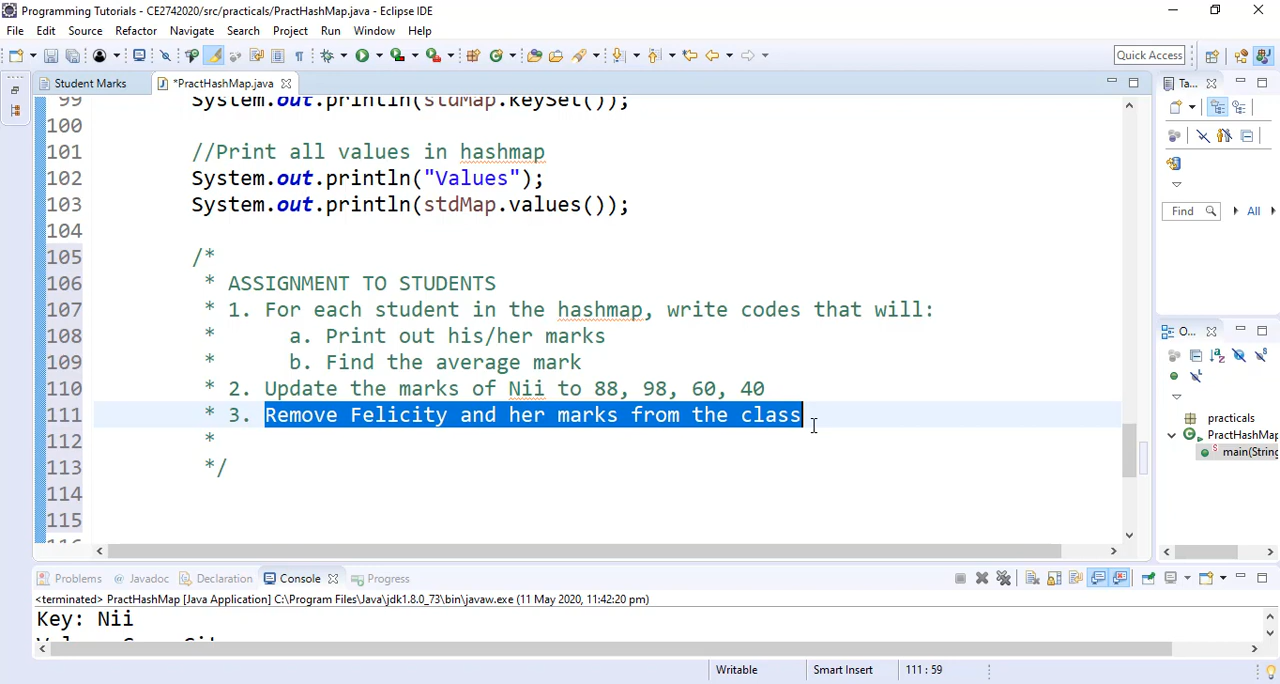 Programming Tutorials - CE2742020/src/practicals/PractHashMap.java - Eclipse IDE
File Edit Source Refactor Navigate Search Project Run Window Help
Quick Access
Student Marks *PractHashMap.java Ta...
99 System.out.println(stdMap.keySet());
100
101 //Print all values in hashmap
102 System.out.println("Values");
103 System.out.println(stdMap.values());
104
105 /*
106 * ASSIGNMENT TO STUDENTS
107 * 1. For each student in the hashmap, write codes that will:
108 * a. Print out his/her marks
109 * b. Find the average mark
110 * 2. Update the marks of Nii to 88, 98, 60, 40
111 * 3. Remove Felicity and her marks from the class
112 *
113 */
114
115
Find All
O...
practicals
PractHashMap
main(String
Problems Javadoc Declaration Console Progress
<terminated> PractHashMap [Java Application] C:\Program Files\Java\jdk1.8.0_73\bin\javaw.exe (11 May 2020, 11:42:20 pm)
Key: Nii
Writable Smart Insert 111 : 59